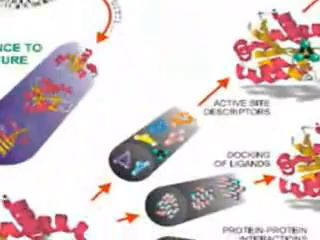 NCE TO
URE
ACTIVE SITE
DESCRIPTORS
DOCKING
OF LIGANDS
PROTEIN-PROTEIN
INTERACTIONS